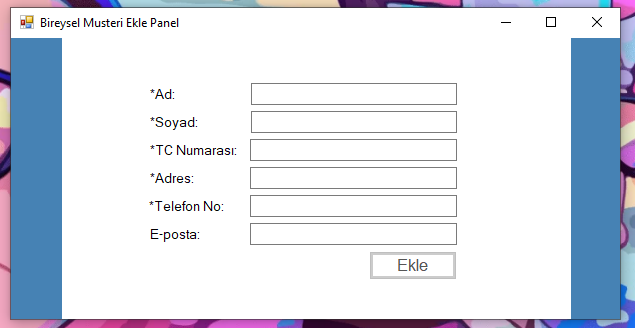 Bireysel Musteri Ekle Panel
*Ad:
*Soyad:
*TC Numarası:
*Adres:
*Telefon No:
E-posta:
Ekle